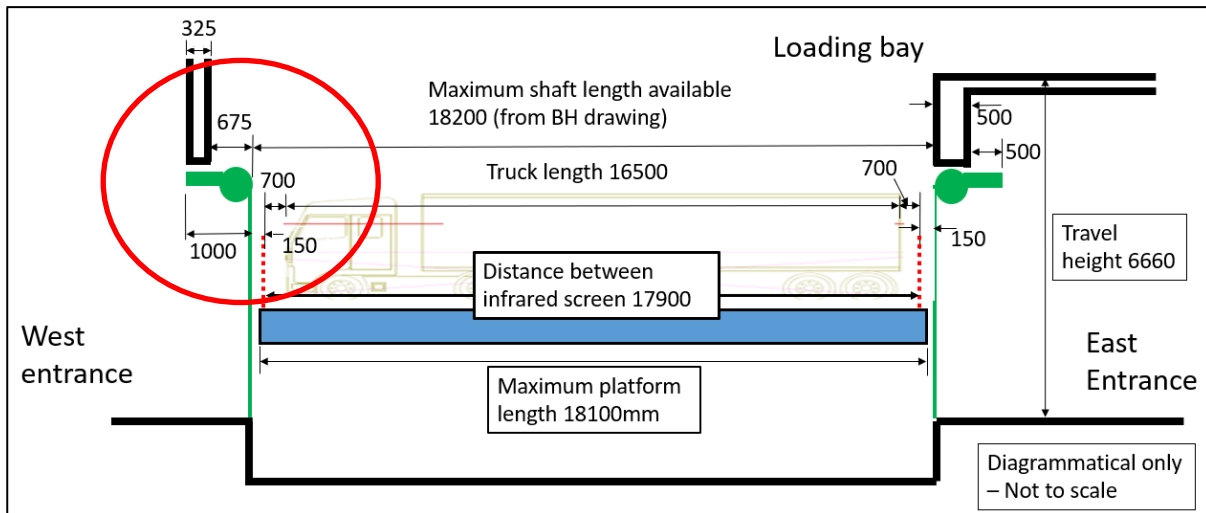 325
Loading bay
Maximum shaft length available
18200 (from BH drawing)
675
500
500
700
Truck length 16500
700
1000
150
150
Travel
height 6660
Distance between
infrared screen 17900
West
entrance
East
Entrance
Maximum platform
length 18100mm
Diagrammatical only
– Not to scale